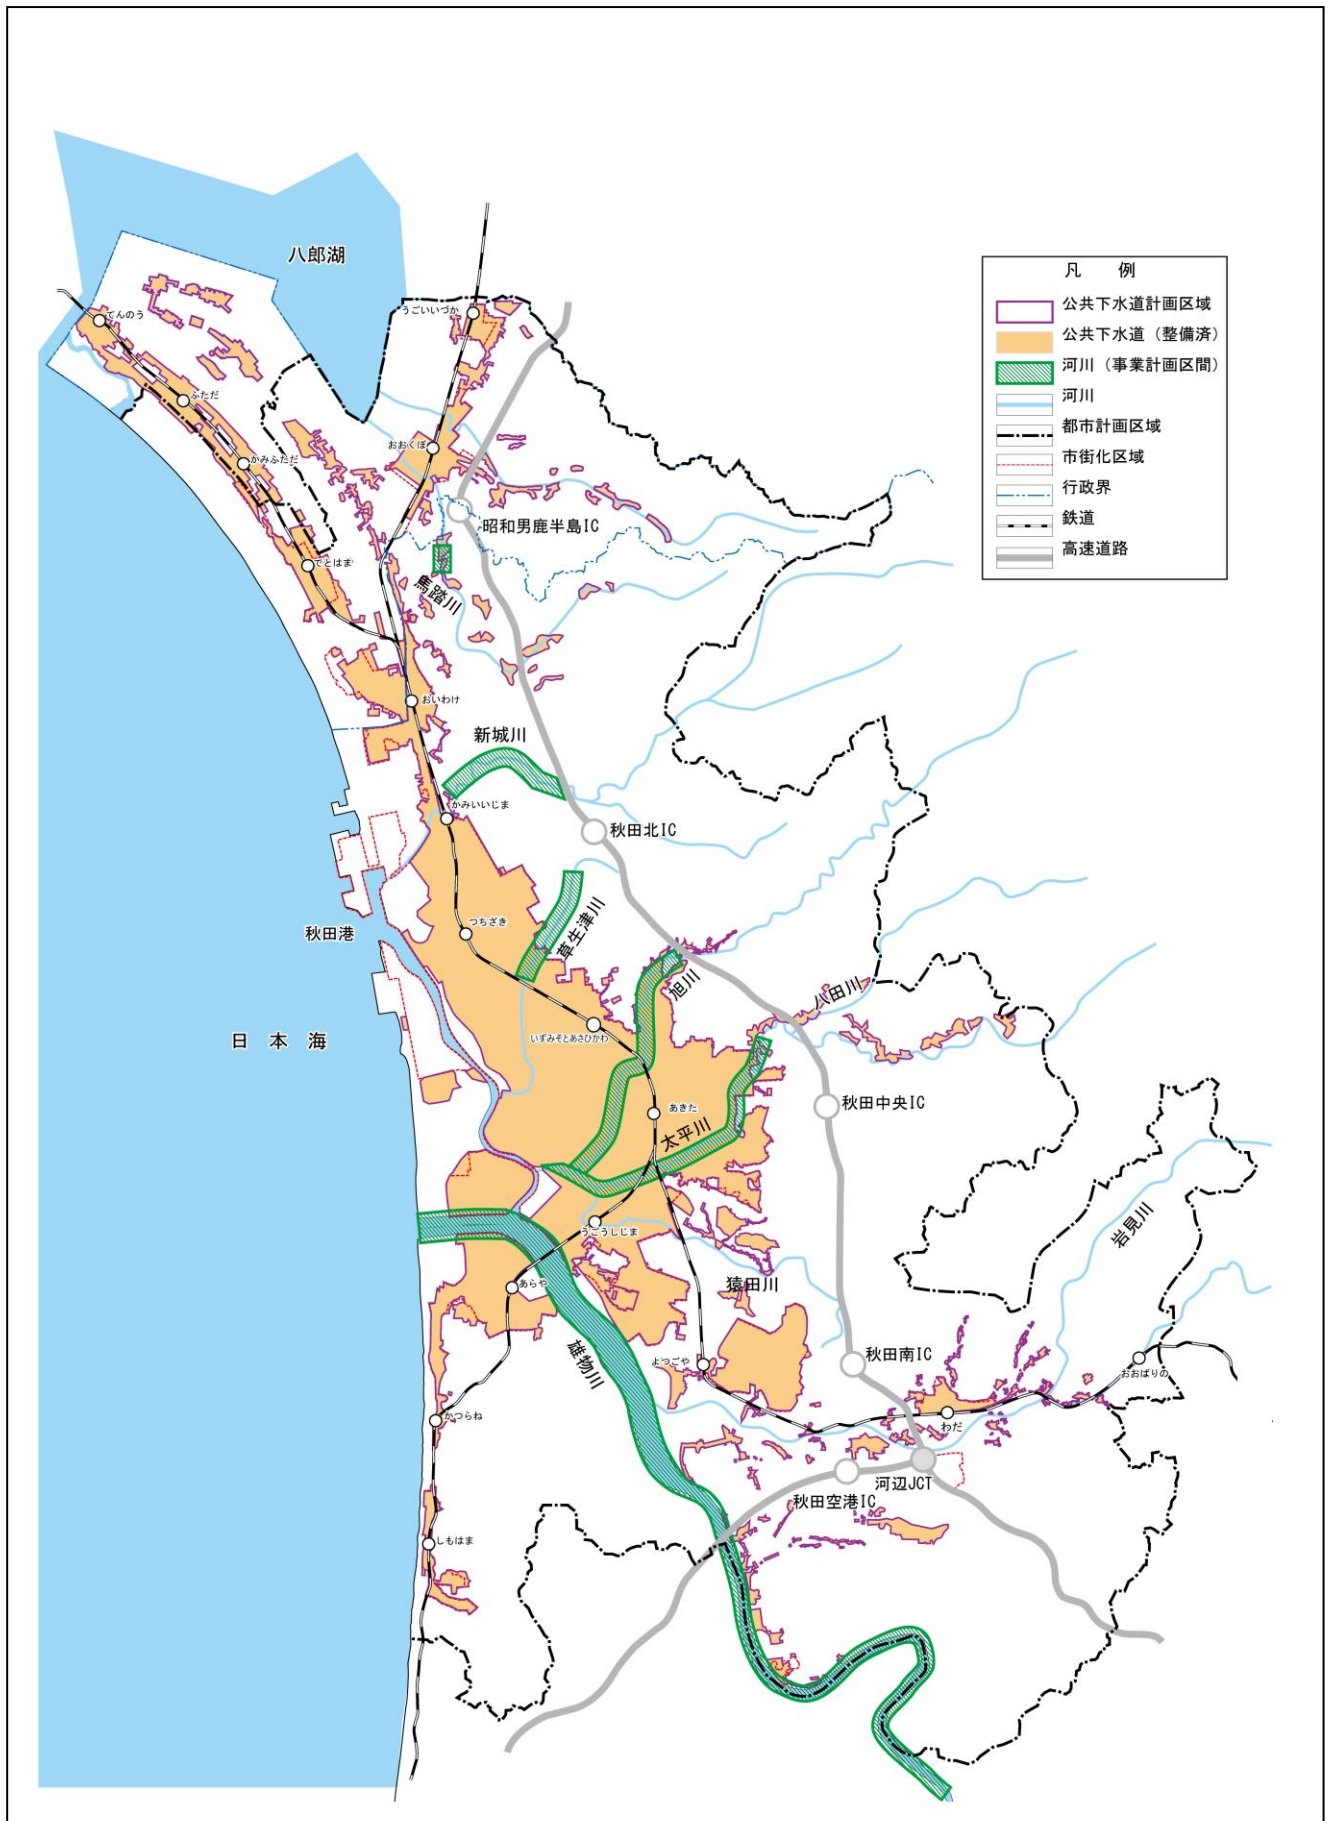 八郎湖
凡　例
公共下水道計画区域
公共下水道（整備済）
河川（事業計画区間）
河川
都市計画区域
市街化区域
行政界
鉄道
高速道路
うごいいづか
てんのう
ふただ
おおくぼ
かみふただ
昭和男鹿半島IC
でとはま
馬踏川
おいわけ
新城川
かみいいじま
秋田北IC
つちざき
秋田港
草生津川
旭川
八田川
日本海
いずみそとあさひかわ
秋田中央IC
あきた
太平川
岩見川
うごうしじま
猿田川
あらや
雄物川
よつごや
秋田南IC
おおばりの
かつらね
わだ
河辺JCT
秋田空港IC
しもはま